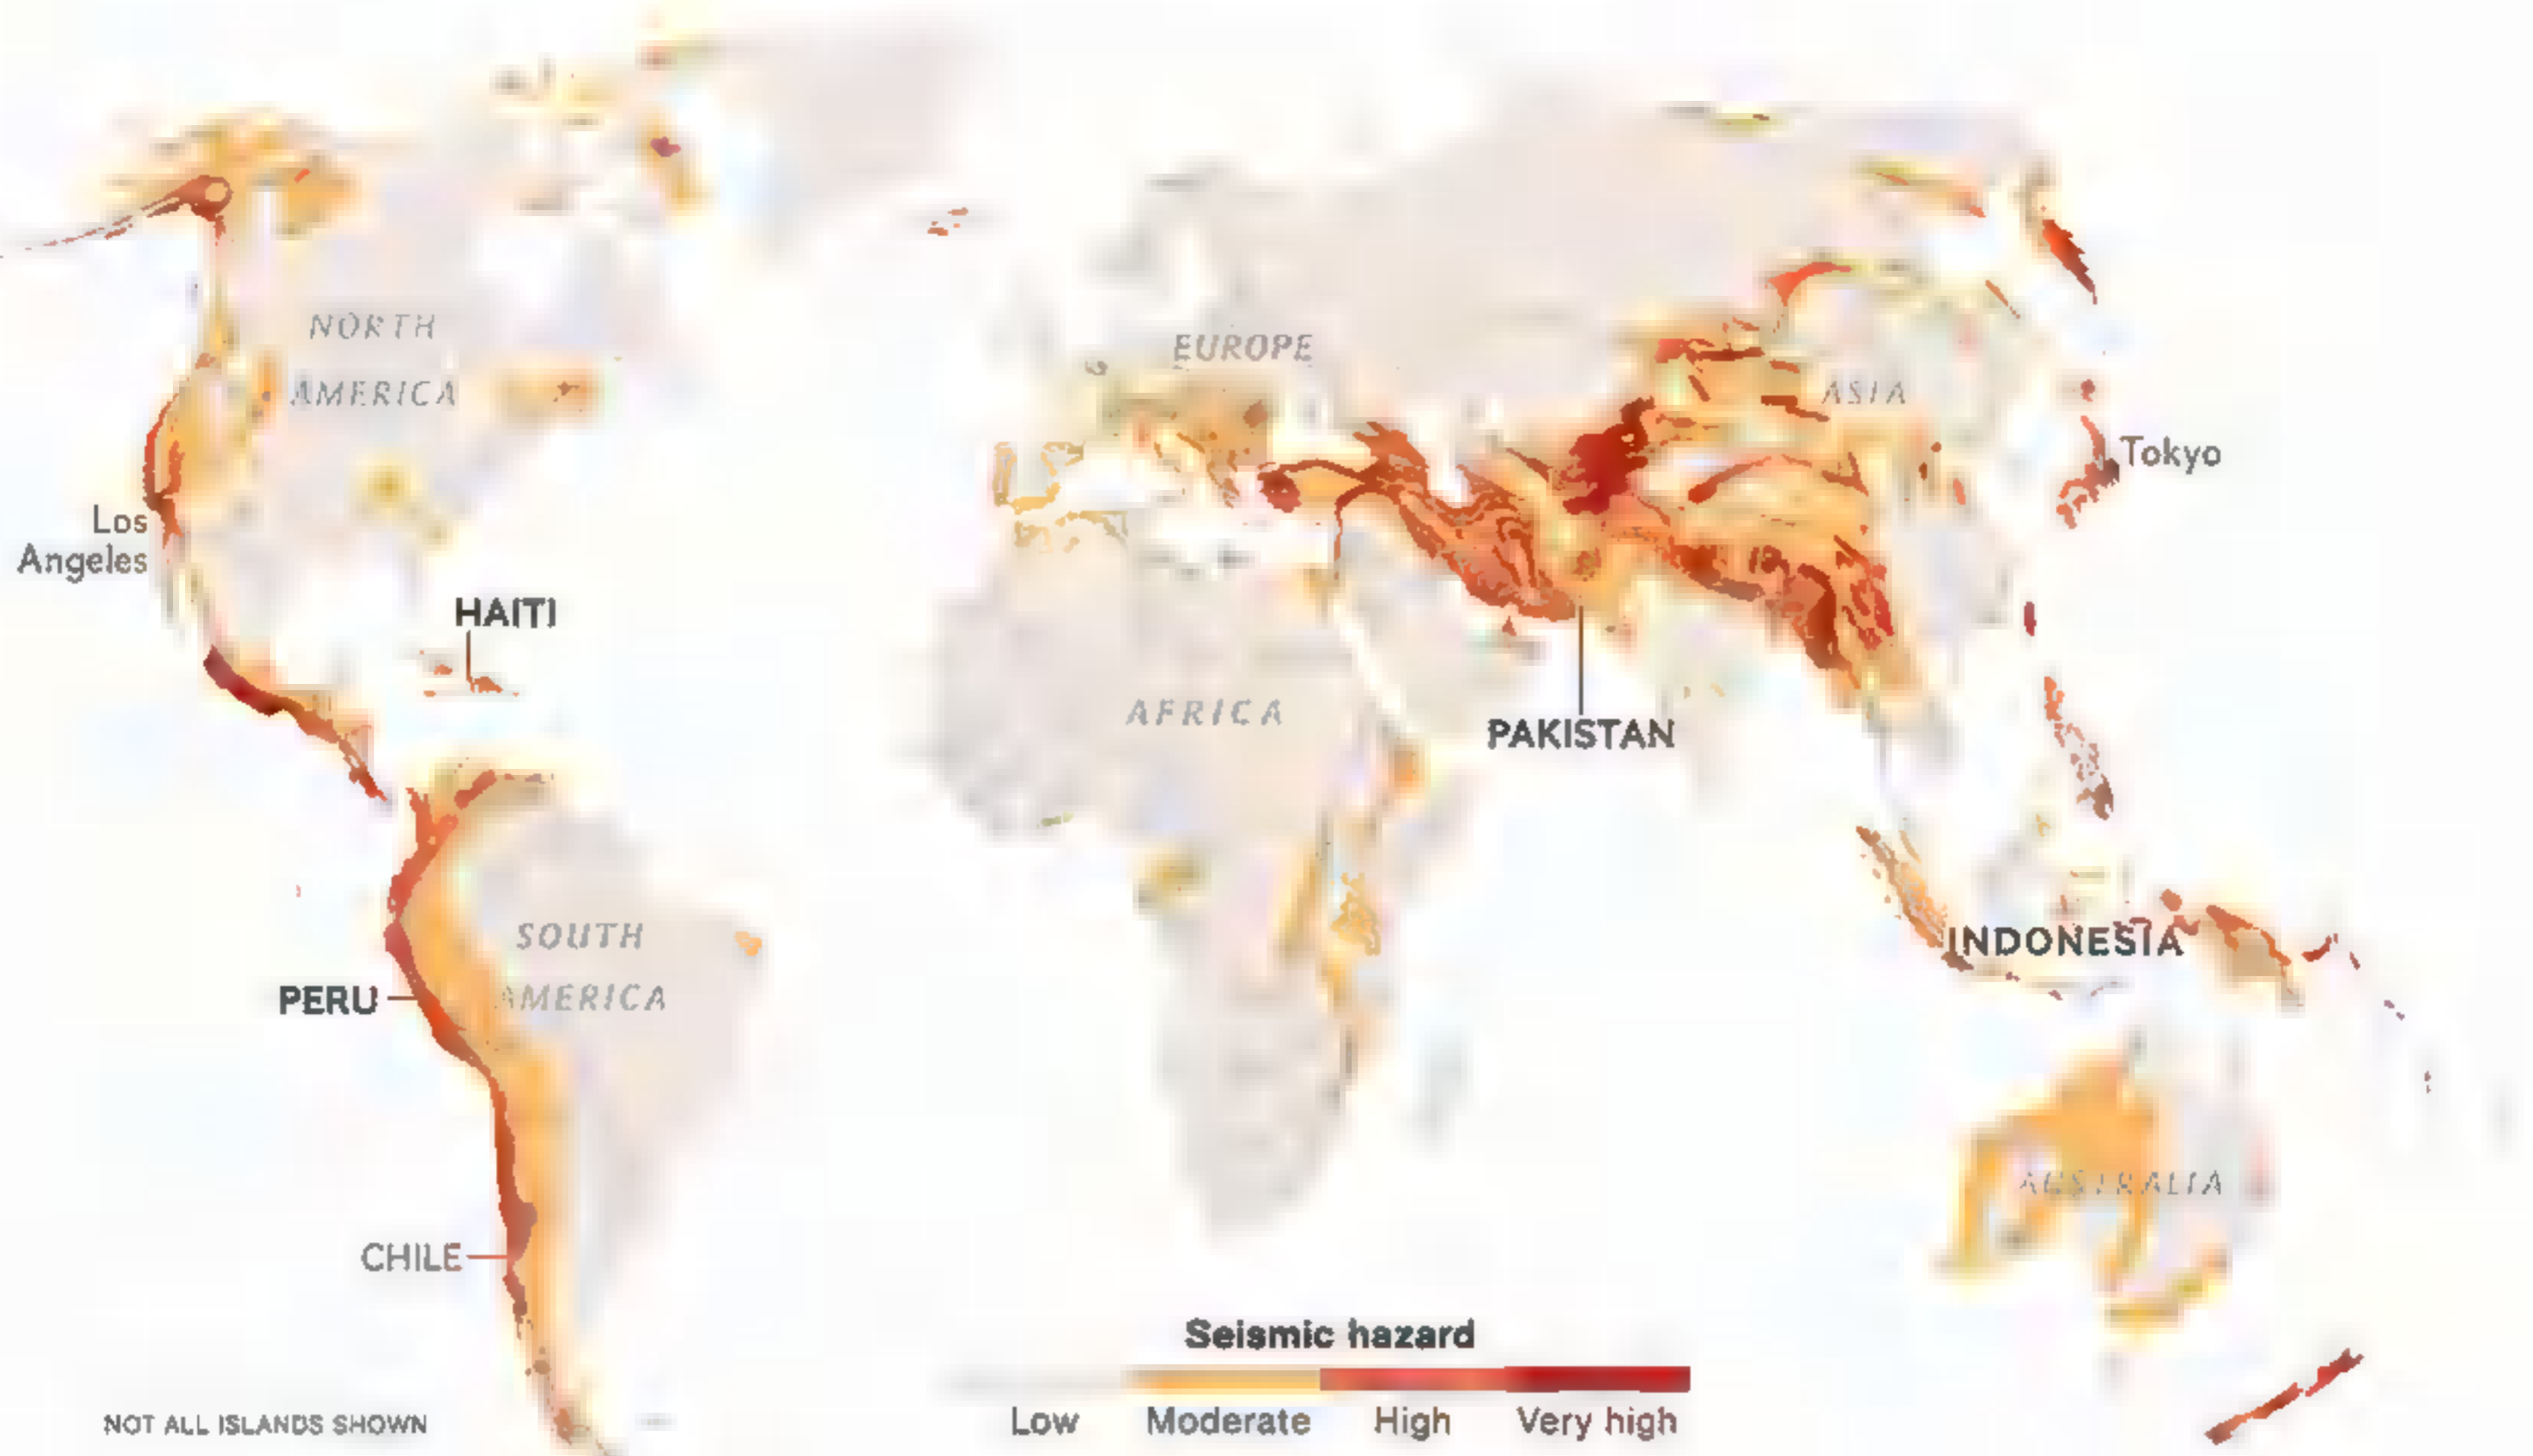 NORTH
AMERICA
EUROPE
ASIA
Tokyo
Los
Angeles
HAITI
AFRICA
PAKISTAN
SOUTH
AMERICA
INDONESIA
PERU
AUSTRALIA
CHILE
Seismic hazard
Low Moderate High Very high
NOT ALL ISLANDS SHOWN